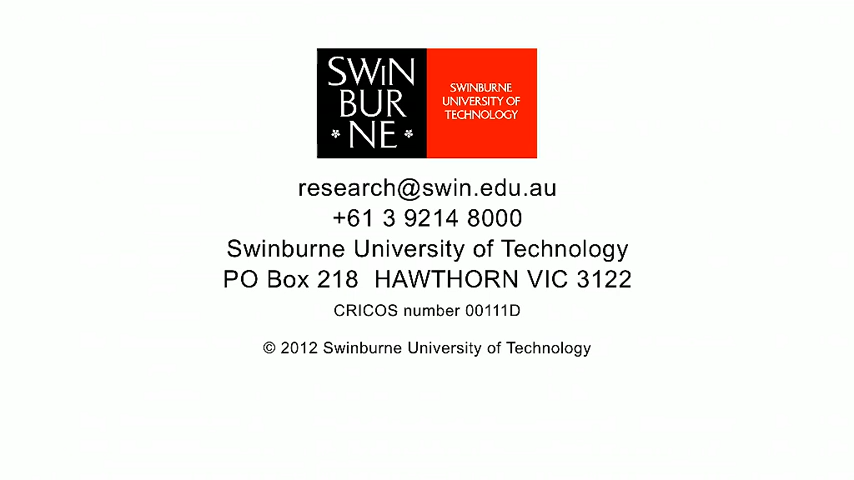 SWIN
BUR
NE
SWINBURNE
UNIVERSITY OF
TECHNOLOGY
research@swin.edu.au
+61 3 9214 8000
Swinburne University of Technology
PO Box 218  HAWTHORN VIC 3122
CRICOS number 00111D
© 2012 Swinburne University of Technology